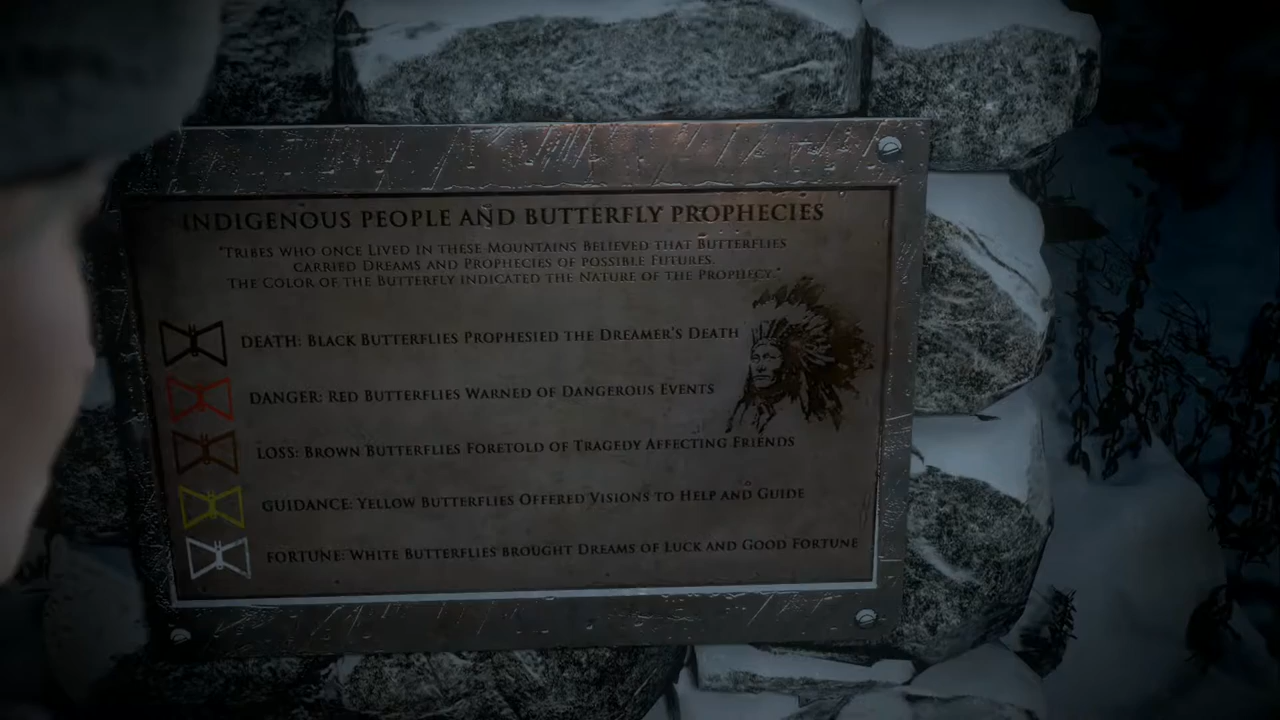 INDIGENOUS PEOPLE AND BUTTERFLY PROPHECIES
"TRIBES WHO ONCE LIVED IN THESE MOUNTAINS BELIEVED THAT BUTTERFLIES
CARRIED DREAMS AND PROPHECIES OF POSSIBLE FUTURES.
THE COLOR OF THE BUTTERFLY INDICATED THE NATURE OF THE PROPHECY."
DEATH: BLACK BUTTERFLIES PROPHESIED THE DREAMER'S DEATH
DANGER: RED BUTTERFLIES WARNED OF DANGEROUS EVENTS
LOSS: BROWN BUTTERFLIES FORETOLD OF TRAGEDY AFFECTING FRIENDS
GUIDANCE: YELLOW BUTTERFLIES OFFERED VISIONS TO HELP AND GUIDE
FORTUNE: WHITE BUTTERFLIES BROUGHT DREAMS OF LUCK AND GOOD FORTUNE